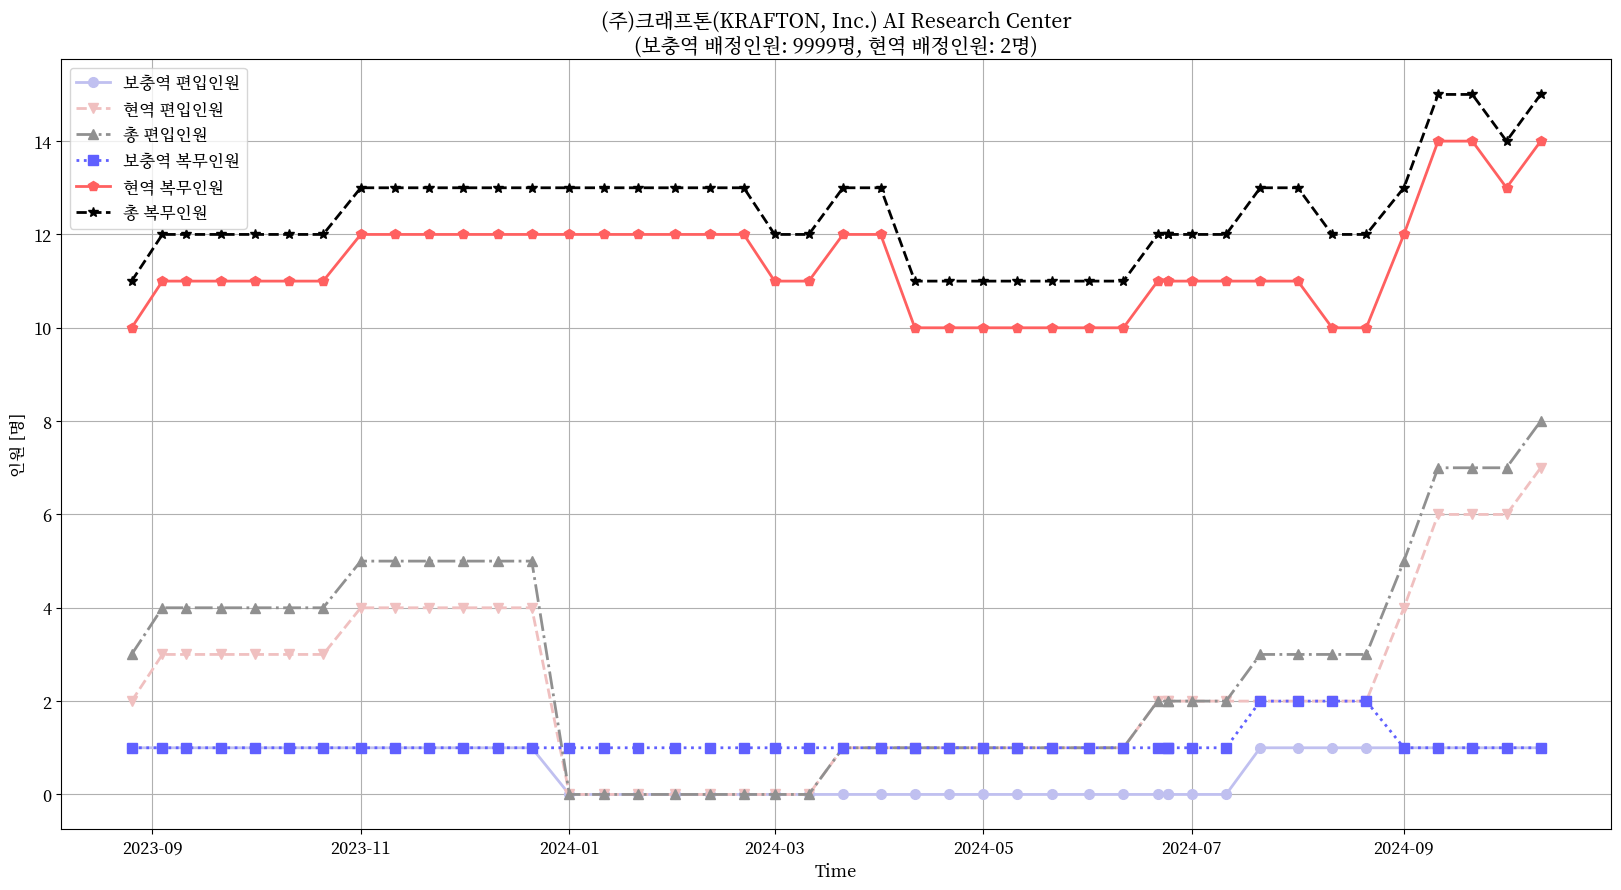 (주)크래프톤(KRAFTON, Inc.) AI Research Center
(보충역 배정인원: 9999명, 현역 배정인원: 2명)
보충역 편입인원
현역 편입인원
총 편입인원
보충역 복무인원
현역 복무인원
총 복무인원
인원 [명]
14
12
10
8
6
4
2
0
2023-09
2023-11
2024-01
2024-03
2024-05
2024-07
2024-09
Time